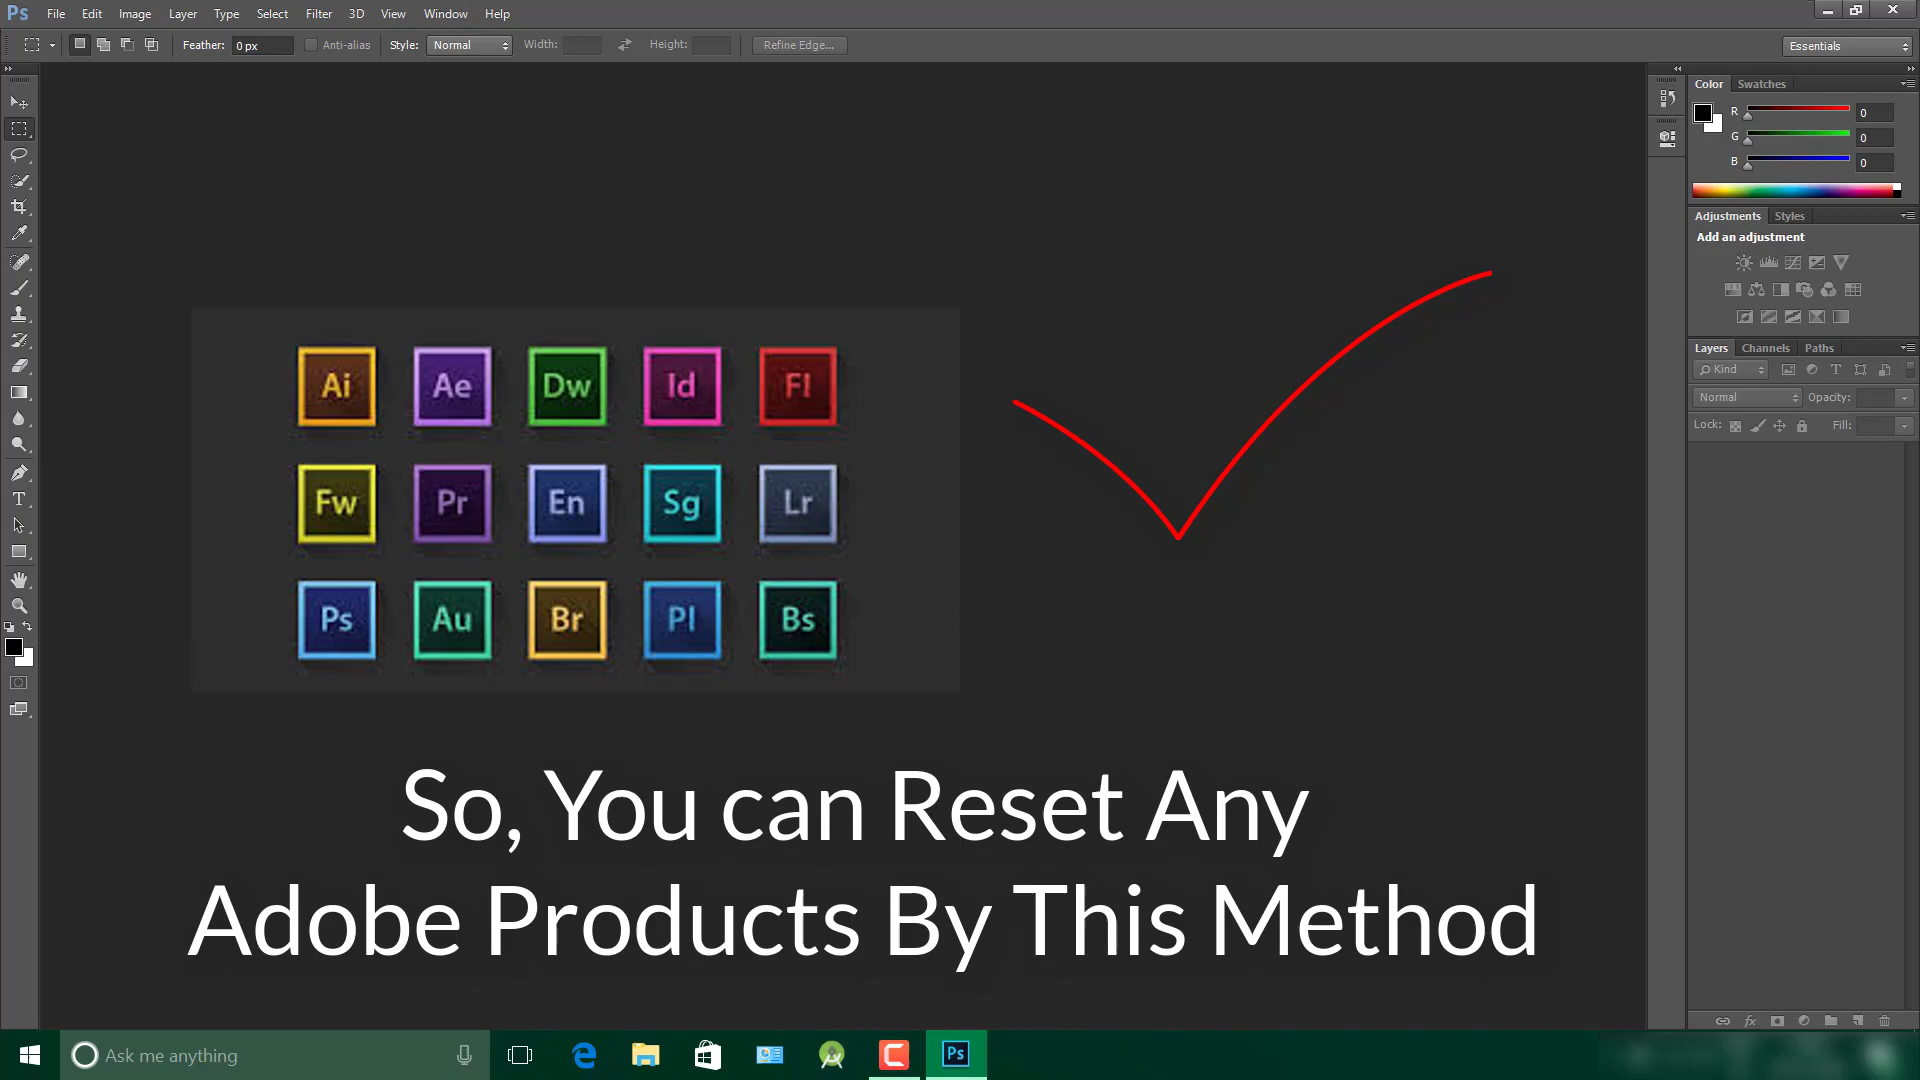 Ps File Edit Image Layer Type Select Filter 3D View Window Help
Feather: 0 px Anti-alias Style: Normal Width: Height: Refine Edge... Essentials
Color Swatches
R 0
G 0
B 0
Adjustments Styles
Add an adjustment
Layers Channels Paths
Kind
Normal Opacity:
Lock: Fill:
Ai Ae Dw Id Fl
Fw Pr En Sg Lr
Ps Au Br Pl Bs
So, You can Reset Any
Adobe Products By This Method
Ask me anything
Ps